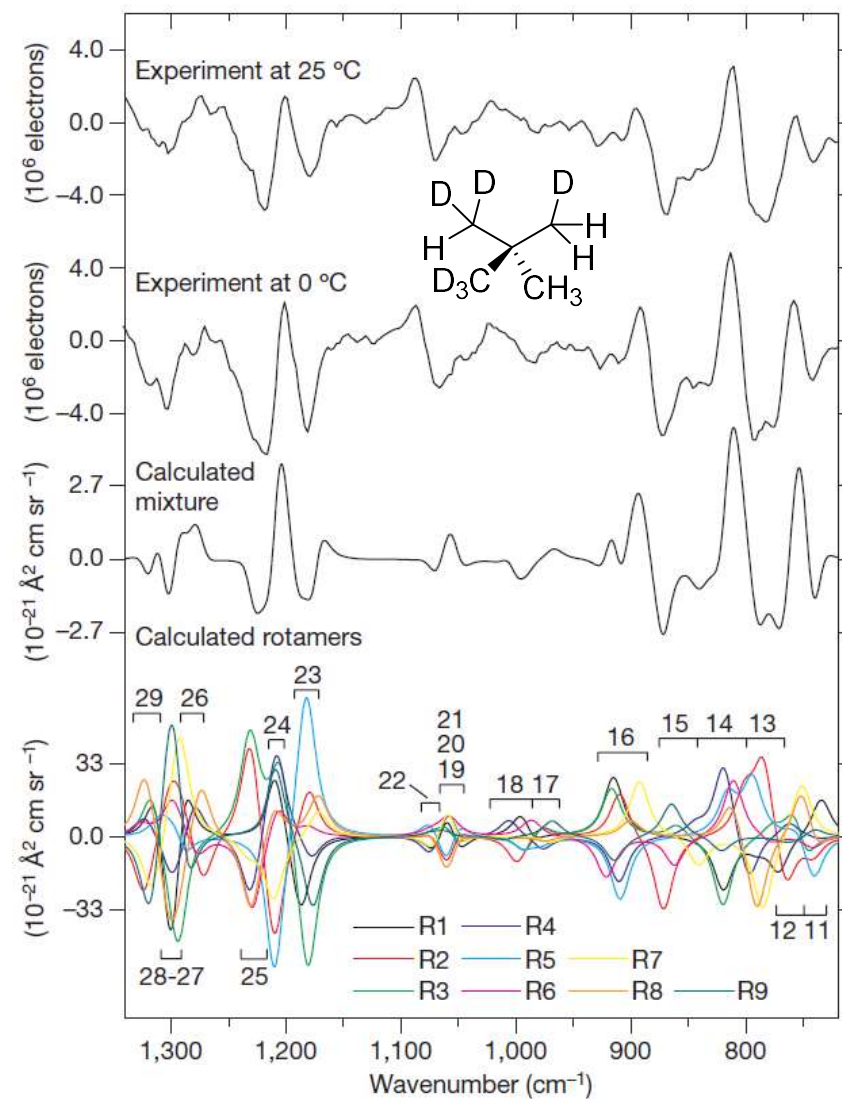 4.0
Experiment at 25 ºC
0.0
(10⁶ electrons)
−4.0
D D D
H H
H
D₃C CH₃
4.0
Experiment at 0 ºC
0.0
(10⁶ electrons)
−4.0
Calculated
mixture
2.7
0.0
(10⁻²¹ Å² cm sr⁻¹)
−2.7
Calculated rotamers
23
29 26
24
21
20
19
22
18 17
16
15 14 13
33
0.0
(10⁻²¹ Å² cm sr⁻¹)
−33
28-27
25
12 11
R1 R4
R2 R5 R7
R3 R6 R8 R9
1,300 1,200 1,100 1,000 900 800
Wavenumber (cm⁻¹)